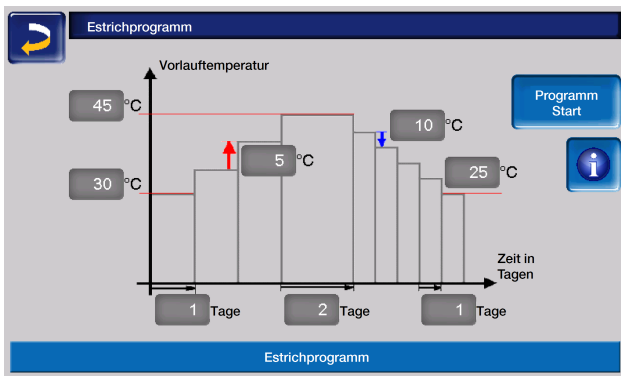 Estrichprogramm
Vorlauftemperatur
45 °C
10 °C
Programm
Start
5 °C
30 °C
25 °C
Zeit in
Tagen
1 Tage
2 Tage
1 Tage
Estrichprogramm